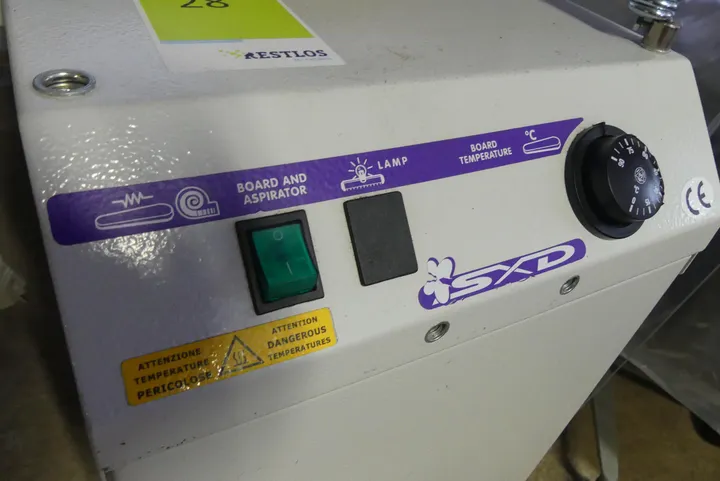 28
RESTLOS
BOARD AND
ASPIRATOR
LAMP
BOARD
TEMPERATURE
°C
SXD
CE
ATTENZIONE
TEMPERATURE
PERICOLOSE
ATTENTION
DANGEROUS
TEMPERATURES